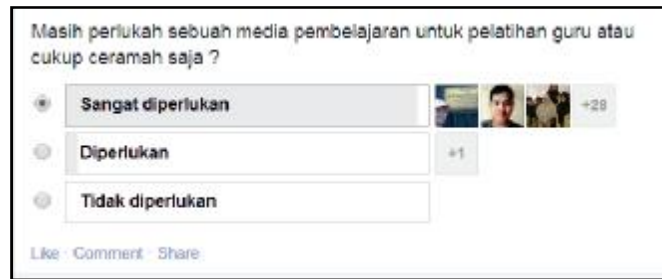 Masih perlukah sebuah media pembelajaran untuk pelatihan guru atau
cukup ceramah saja ?
Sangat diperlukan
+28
Diperlukan
+1
Tidak diperlukan
Like · Comment · Share